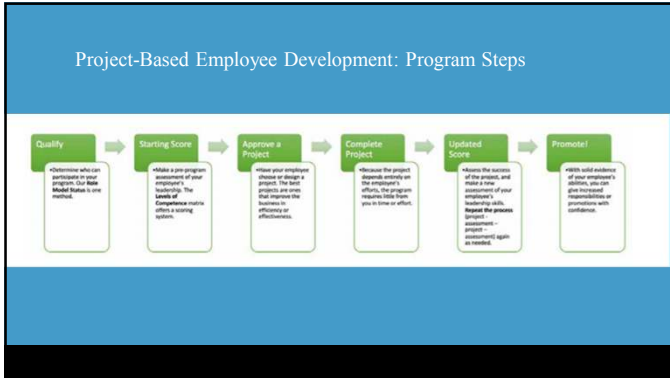 Project-Based Employee Development: Program Steps
Qualify
•Determine who can
participate in your
program. Our Role
Model Status is one
method.
Starting Score
•Make a pre-program
assessment of your
employee's
leadership. The
Levels of
Competence matrix
offers a scoring
system.
Approve a
Project
•Have your employee
choose or design a
project. The best
projects are ones
that improve the
business in
efficiency or
effectiveness.
Complete
Project
•Because the project
depends entirely on
the employee's
efforts, the program
requires little from
you in time or effort.
Updated
Score
•Assess the success
of the project, and
make a new
assessment of your
employee's
leadership skills.
Repeat the process
(project -
assessment –
project –
assessment) again
as needed.
Promote!
•With solid evidence
of your employee's
abilities, you can
give increased
responsibilities or
promotions with
confidence.